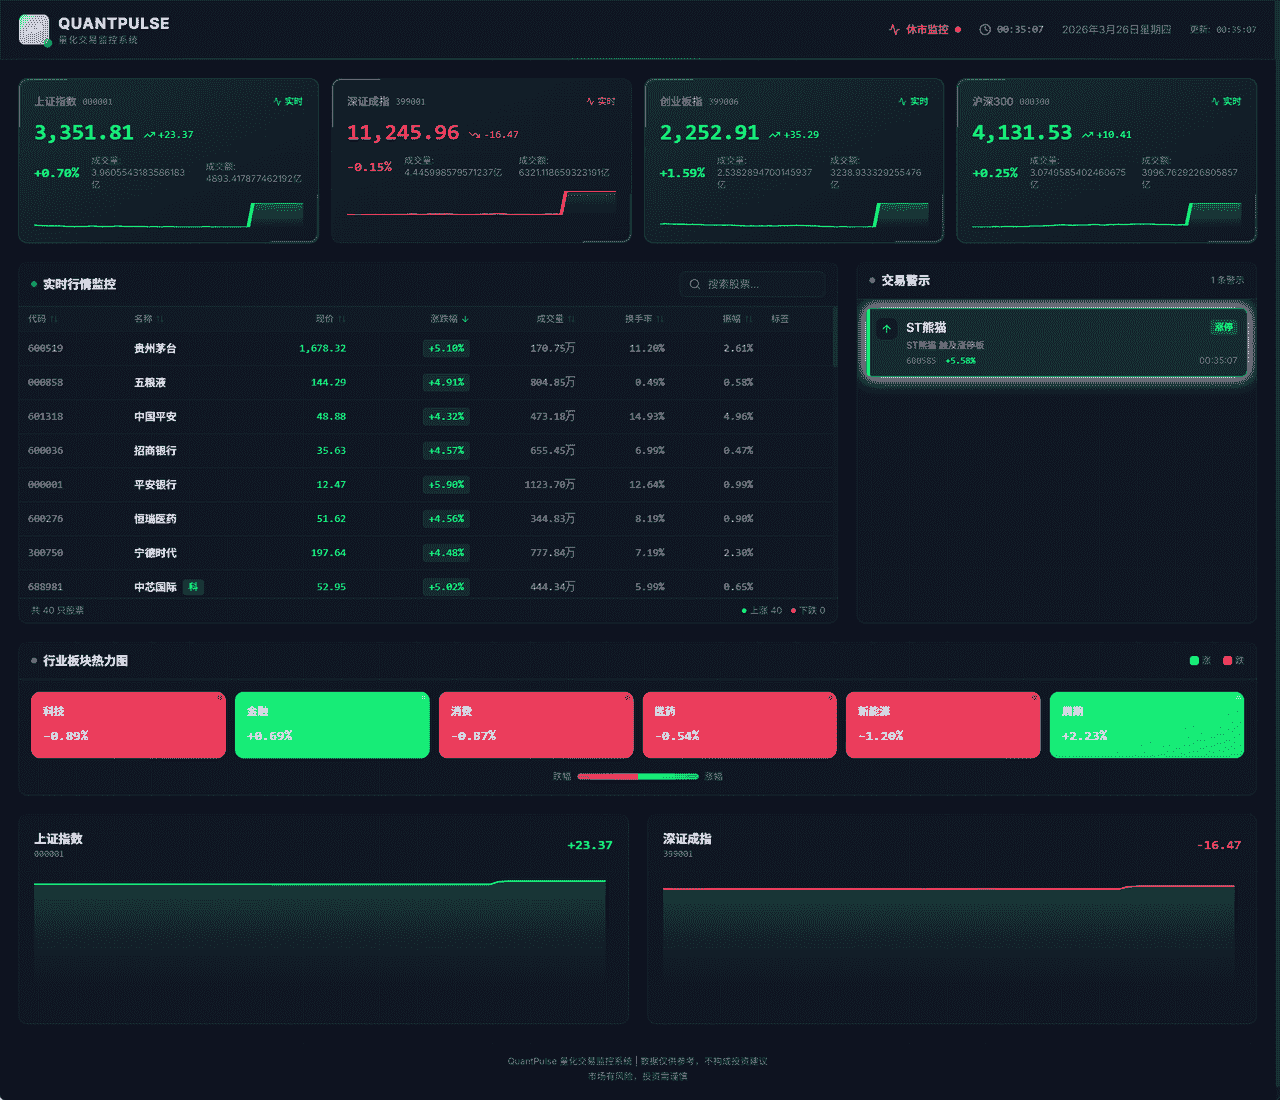 QUANTPULSE
量化交易监控系统
休市监控
00:35:07
2026年3月26日星期四
更新: 00:35:07
上证指数 000001
实时
3,351.81
+23.37
+0.70%
成交量:
3.9605543183586183
亿
成交额:
4893.417877462192亿
深证成指 399001
实时
11,245.96
-16.47
-0.15%
成交量:
4.445998579571237亿
成交额:
6321.118659323191亿
创业板指 399006
实时
2,252.91
+35.29
+1.59%
成交量:
2.5382894700145937
亿
成交额:
3238.933329255476
亿
沪深300 000300
实时
4,131.53
+10.41
+0.25%
成交量:
3.0749585402460675
亿
成交额:
3996.7629226805857
亿
实时行情监控
搜索股票...
代码 名称 现价 涨跌幅 成交量 换手率 振幅 标签
600519 贵州茅台 1,678.32 +5.10% 170.75万 11.20% 2.61%
000858 五粮液 144.29 +4.91% 804.85万 0.49% 0.58%
601318 中国平安 48.88 +4.32% 473.18万 14.93% 4.96%
600036 招商银行 35.63 +4.57% 655.45万 6.99% 0.47%
000001 平安银行 12.47 +5.90% 1123.70万 12.64% 0.99%
600276 恒瑞医药 51.62 +4.56% 344.83万 8.19% 0.90%
300750 宁德时代 197.64 +4.48% 777.84万 7.19% 2.30%
688981 中芯国际 科 52.95 +5.02% 444.34万 5.99% 0.65%
共 40 只股票
上涨 40
下跌 0
交易警示
1 条警示
ST熊猫
涨停
ST熊猫 触及涨停板
600585 +5.58%
00:35:07
行业板块热力图
涨
跌
科技
-0.89%
金融
+0.69%
消费
-0.87%
医药
-0.54%
新能源
-1.20%
周期
+2.23%
跌幅
涨幅
上证指数
000001
+23.37
深证成指
399001
-16.47
QuantPulse 量化交易监控系统 | 数据仅供参考，不构成投资建议
市场有风险，投资需谨慎